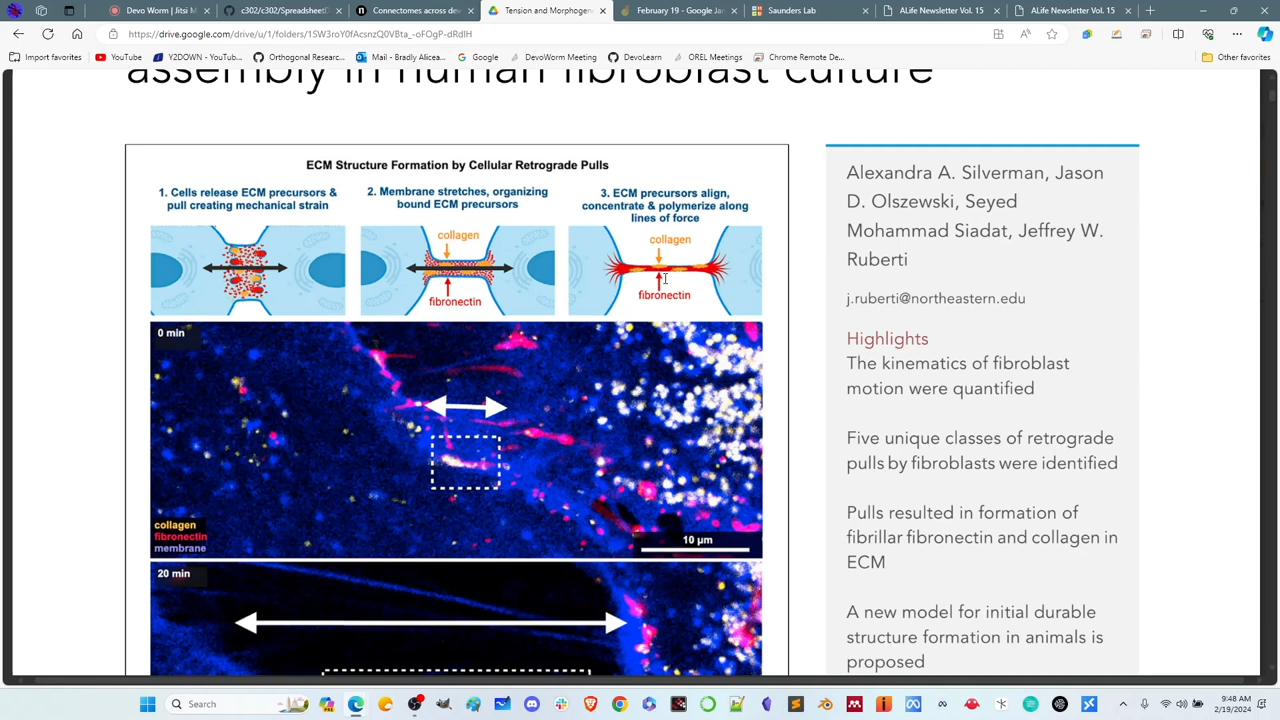 Devo Worm | Jitsi
c302/c302/SpreadsheetD
Connectomes across dev
Tension and Morphogen
February 19 - Google Do
Saunders Lab
Alife Newsletter Vol. 15
Alife Newsletter Vol. 15
https://drive.google.com/drive/u/1/folders/1SW3roY0fAcsnzQ0VBta_-oFOgP-dRdlH
Import favorites
YouTube
Y2DOWN - YouTub...
Orthogonal Researc...
Mail - Bradly Alicea...
Google
DevoWorm Meeting
DevoLearn
OREL Meetings
Chrome Remote De...
Other favorites
assembly in human fibroblast culture
ECM Structure Formation by Cellular Retrograde Pulls
1. Cells release ECM precursors &
pull creating mechanical strain
2. Membrane stretches, organizing
bound ECM precursors
3. ECM precursors align,
concentrate & polymerize along
lines of force
collagen
fibronectin
collagen
fibronectin
0 min
collagen
fibronectin
membrane
10 µm
20 min
Alexandra A. Silverman, Jason
D. Olszewski, Seyed
Mohammad Siadat, Jeffrey W.
Ruberti
j.ruberti@northeastern.edu
Highlights
The kinematics of fibroblast
motion were quantified
Five unique classes of retrograde
pulls by fibroblasts were identified
Pulls resulted in formation of
fibrillar fibronectin and collagen in
ECM
A new model for initial durable
structure formation in animals is
proposed
Search
9:48 AM
2/19/2024